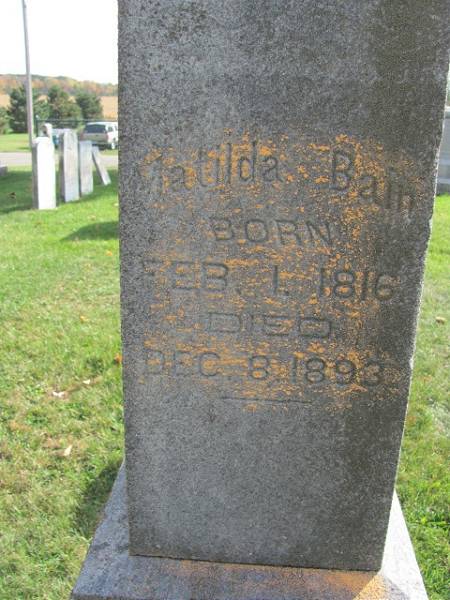 Matilda Bain
BORN
FEB. 1. 1816
DIED
DEC. 8. 1893